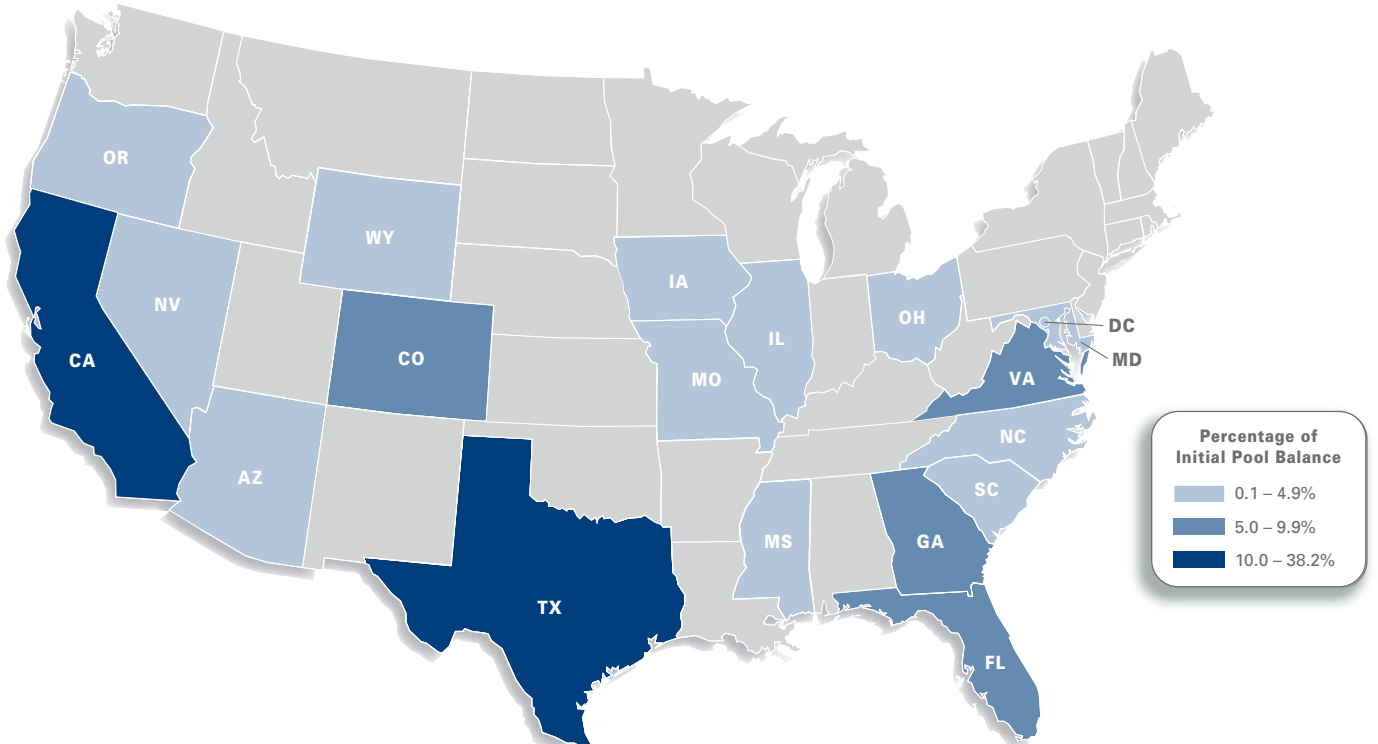 OR
WY
IA
NV
OH
DC
IL
CO
CA
MD
MO
VA
NC
AZ
SC
MS
GA
TX
FL
Percentage of
Initial Pool Balance
0.1 – 4.9%
5.0 – 9.9%
10.0 – 38.2%